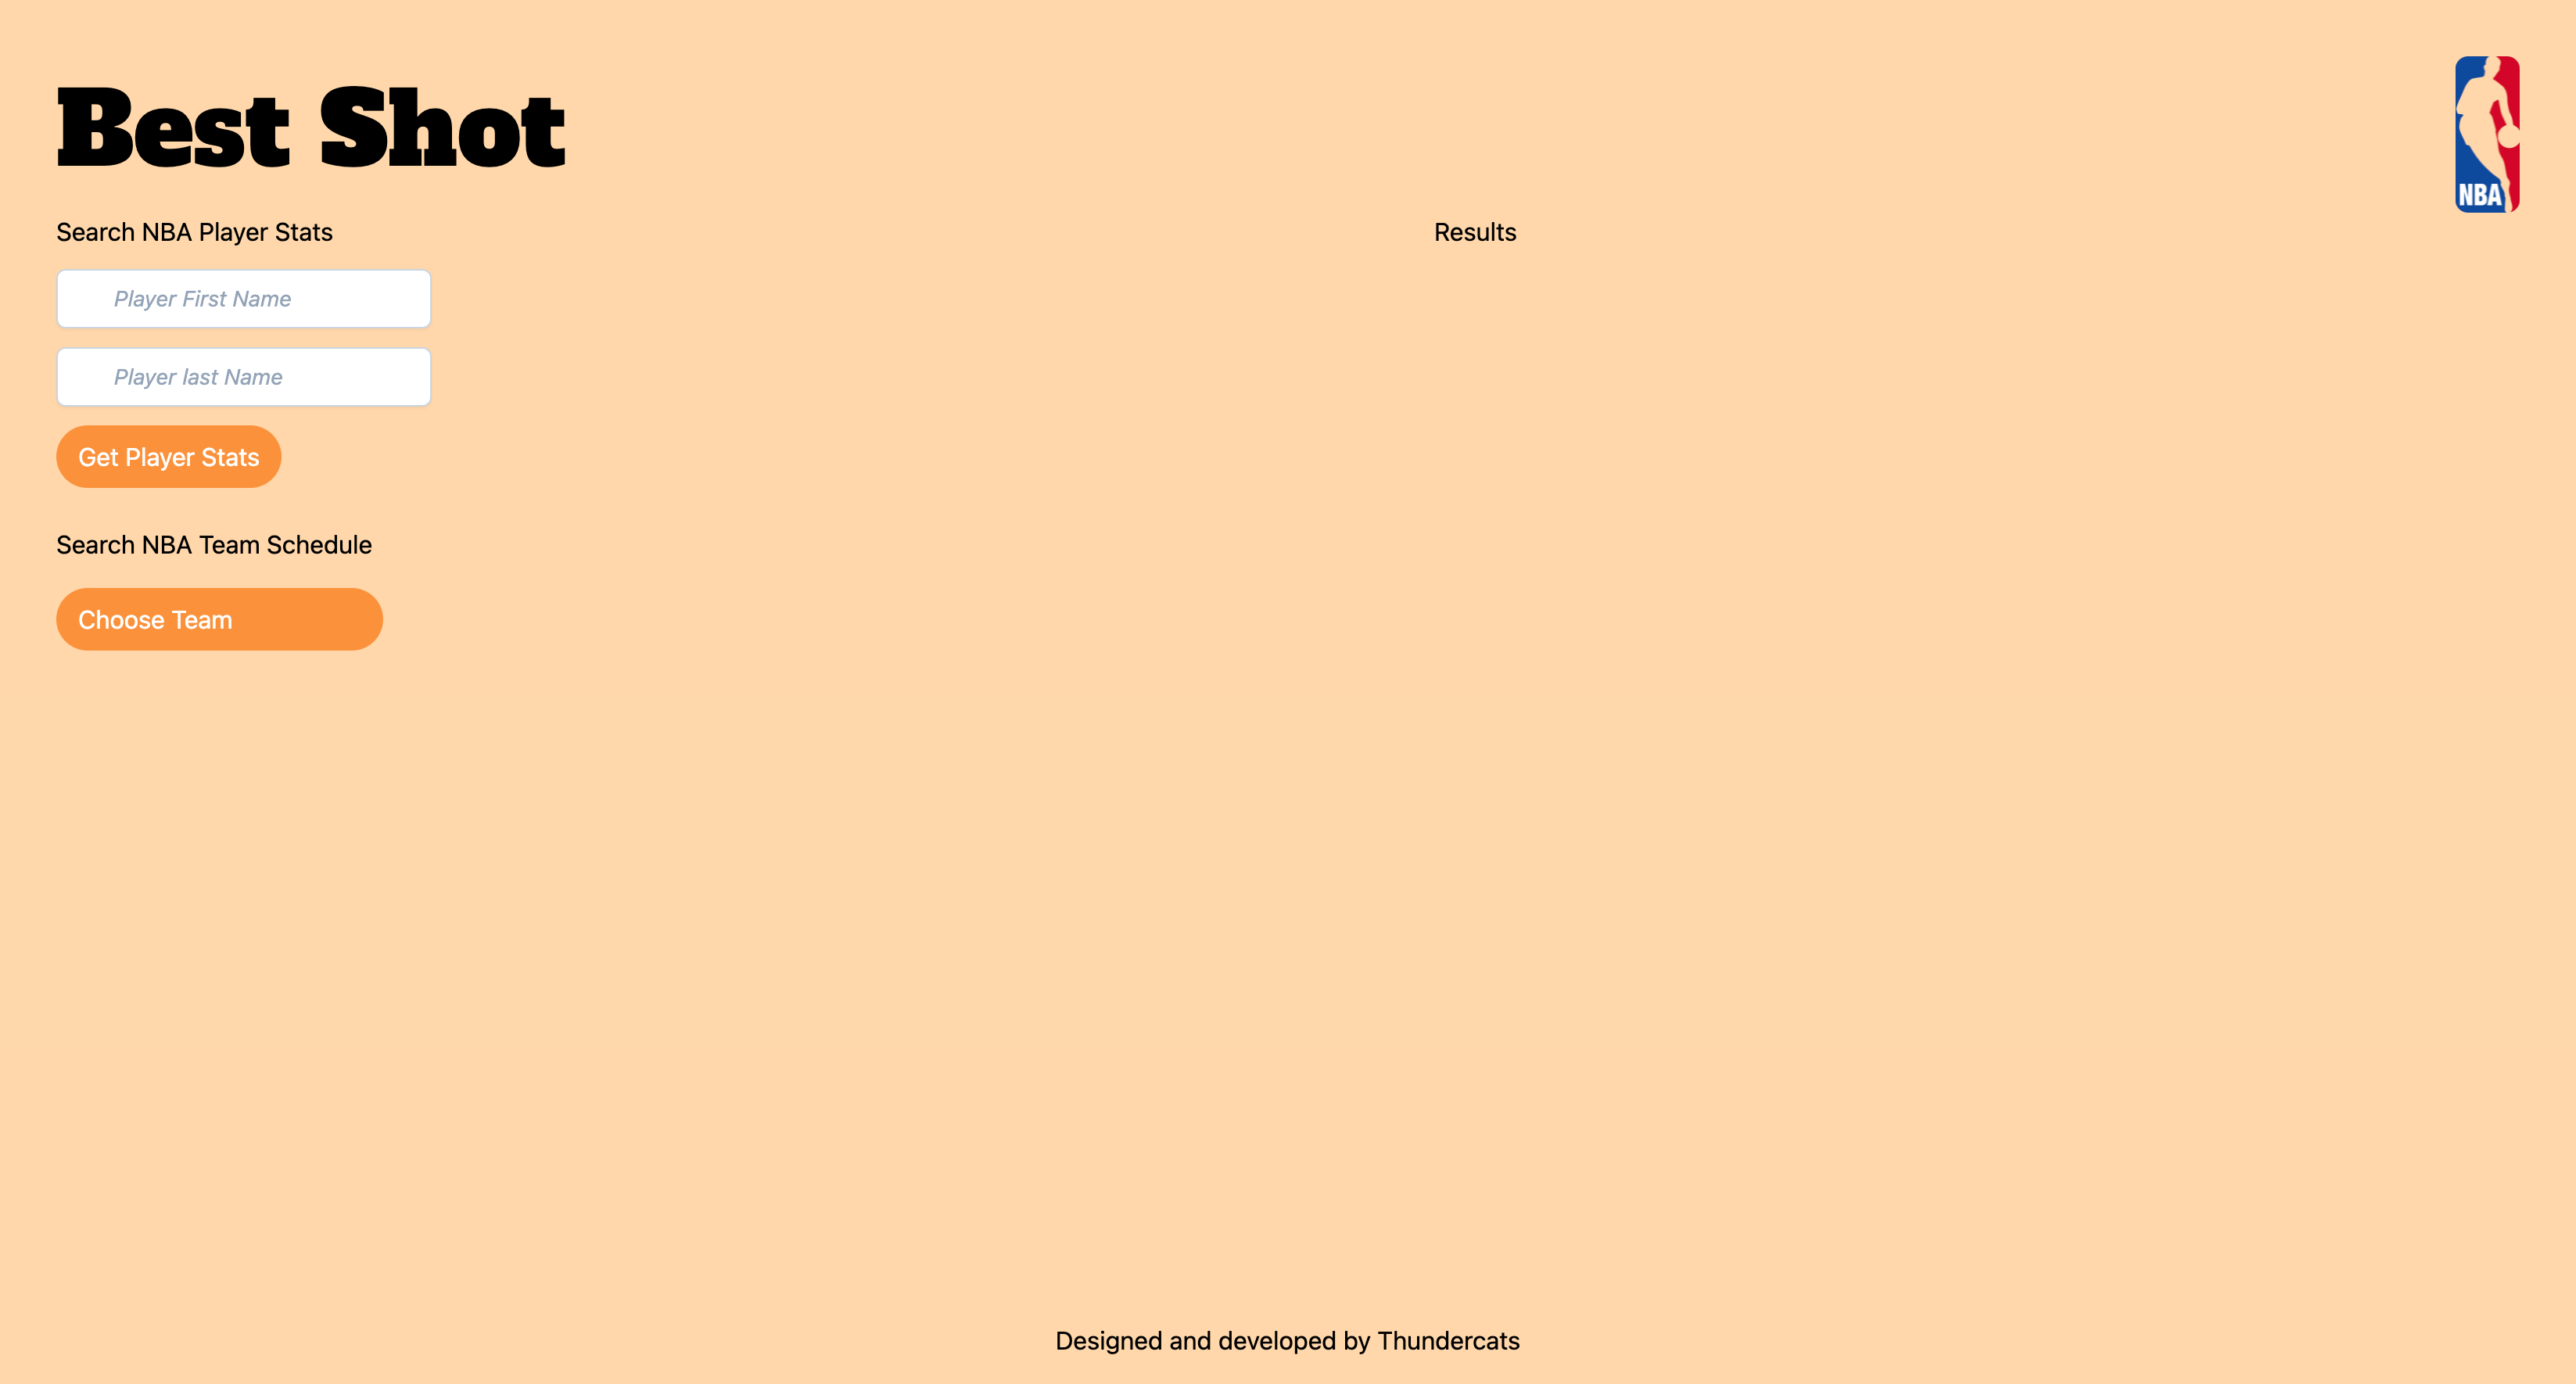 Best Shot
NBA
Search NBA Player Stats
Results
Player First Name
Player last Name
Get Player Stats
Search NBA Team Schedule
Choose Team
Designed and developed by Thundercats